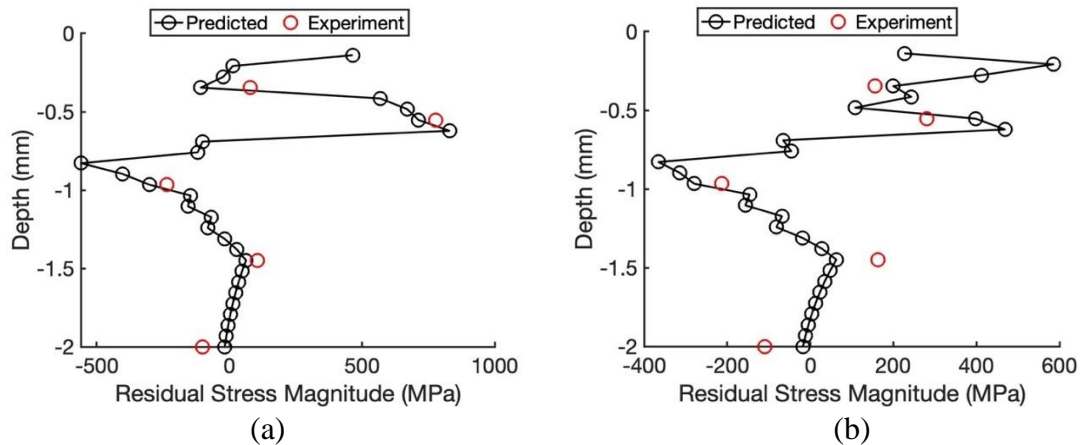 Predicted Experiment
0
-0.5
-1
-1.5
-2
Depth (mm)
-500 0 500 1000
Residual Stress Magnitude (MPa)
(a)
Predicted Experiment
0
-0.5
-1
-1.5
-2
Depth (mm)
-400 -200 0 200 400 600
Residual Stress Magnitude (MPa)
(b)